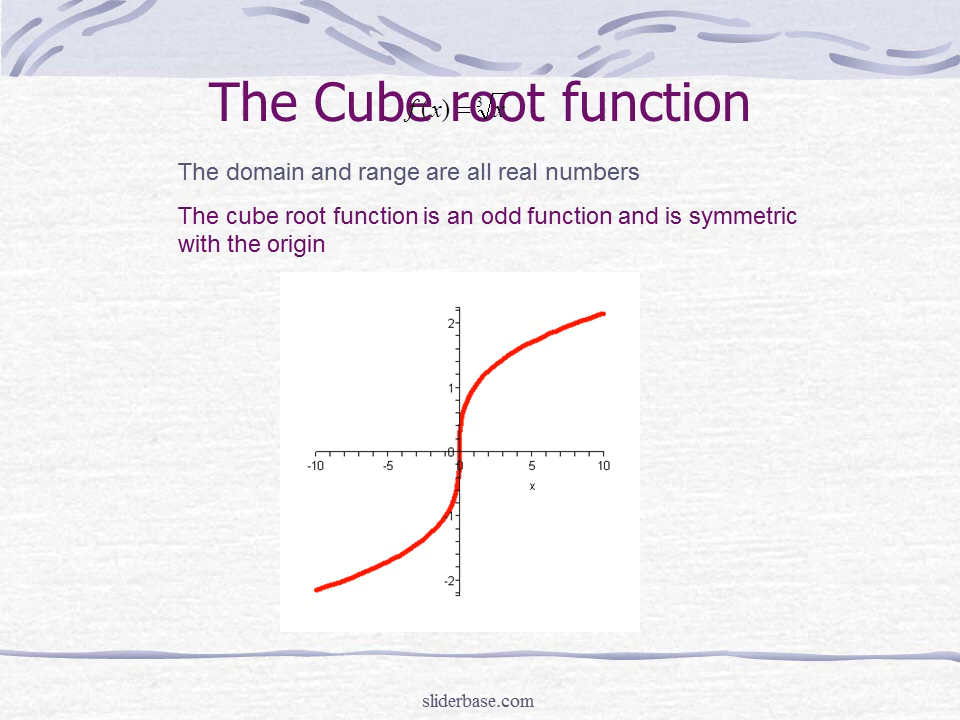 The Cube root function
f(x) = ∛x
The domain and range are all real numbers
The cube root function is an odd function and is symmetric
with the origin
2
1
0
-10 -5 0 5 10
x
-1
-2
sliderbase.com